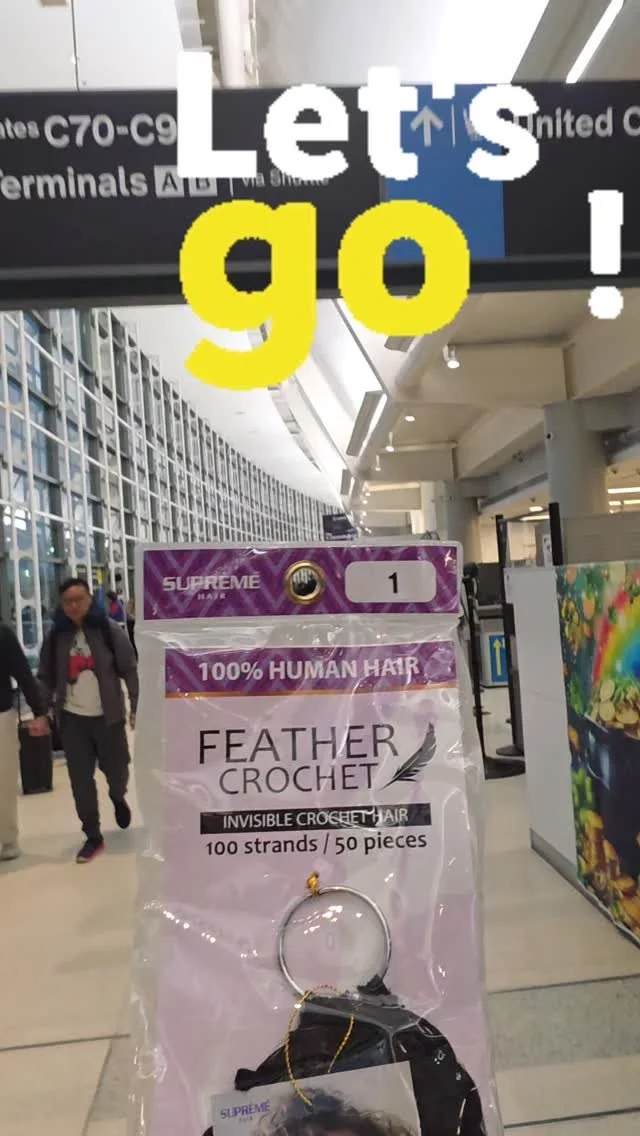 Let's
go !
C70-C9
Terminals A B via Shuttle
United C
SUPREME
HAIR
1
100% HUMAN HAIR
FEATHER
CROCHET
INVISIBLE CROCHET HAIR
100 strands / 50 pieces
SUPREME
HAIR